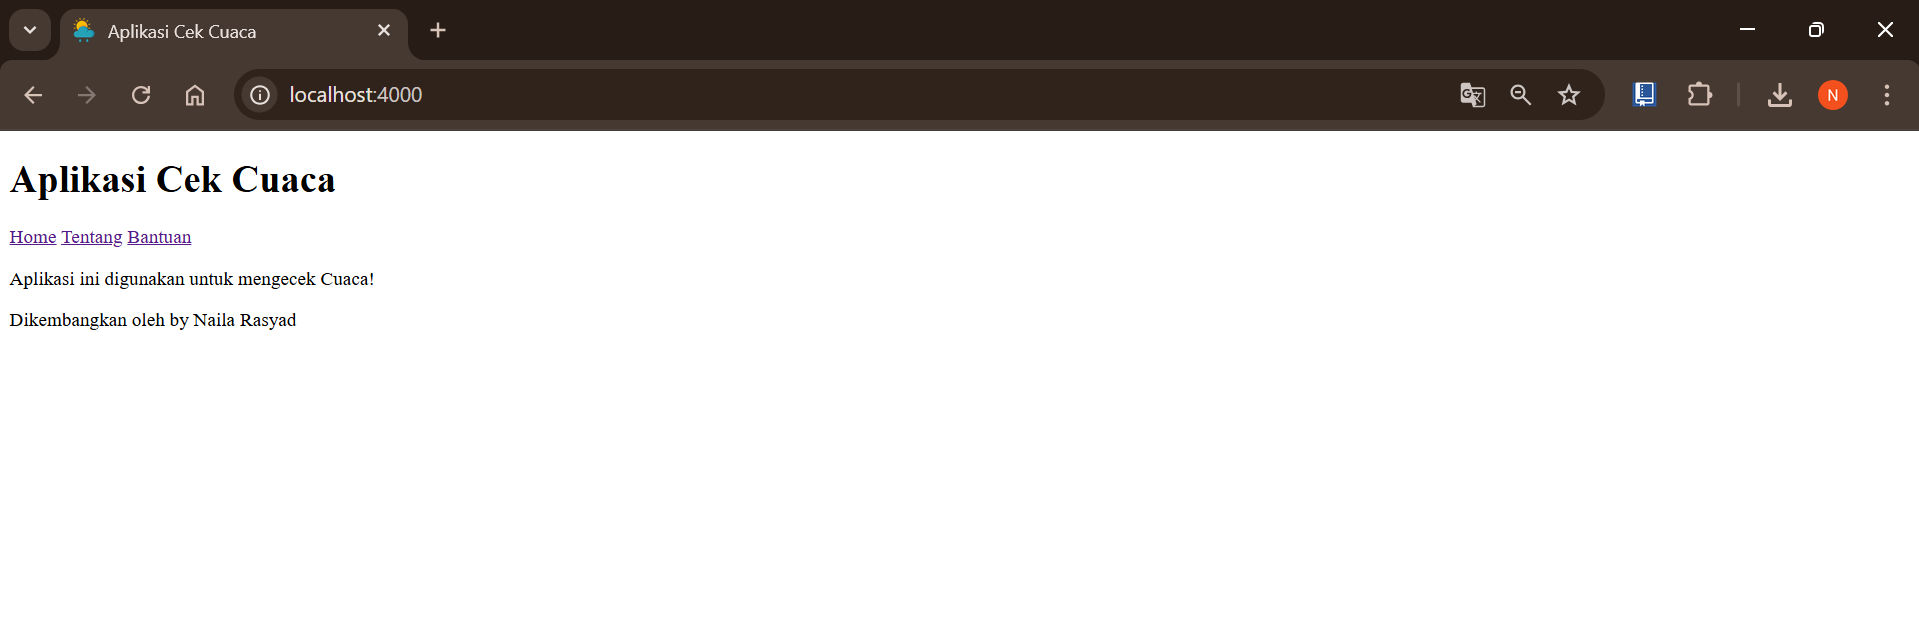 Aplikasi Cek Cuaca
localhost:4000
N
Aplikasi Cek Cuaca
Home Tentang Bantuan
Aplikasi ini digunakan untuk mengecek Cuaca!
Dikembangkan oleh by Naila Rasyad